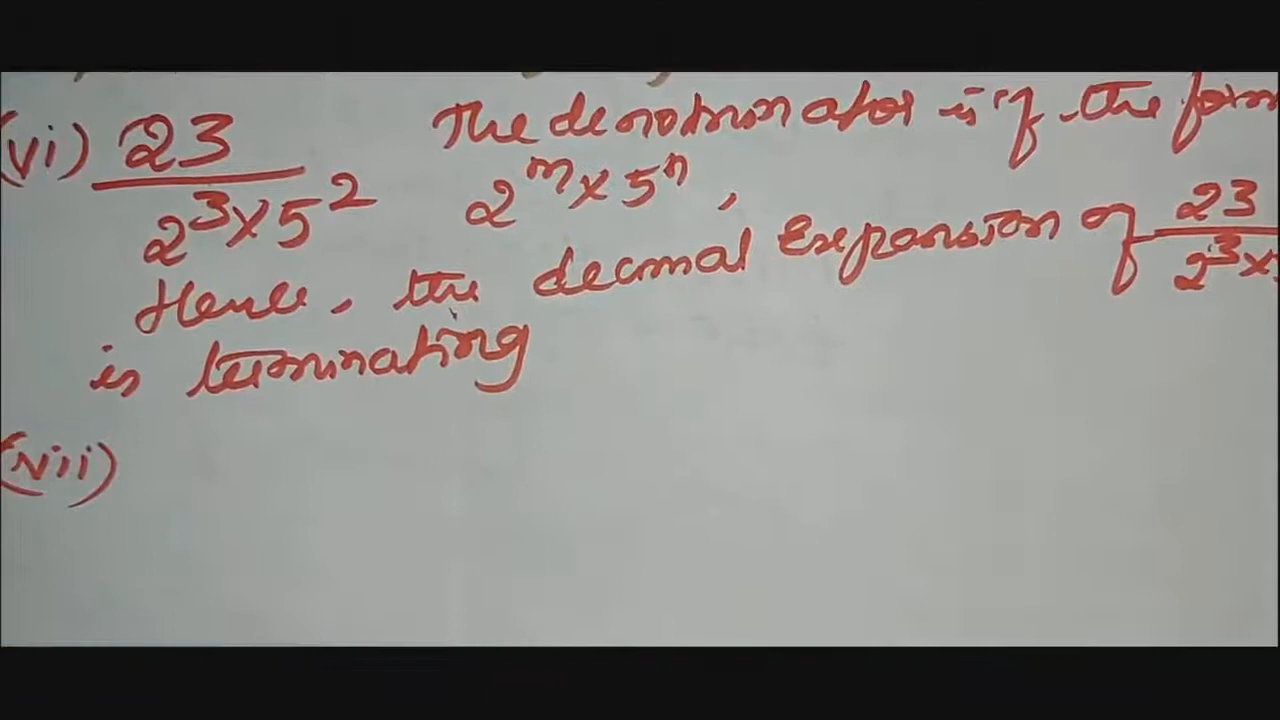 (vi) 23 / 2³×5² The denominator is of the form
2ᵐ×5ⁿ,
Hence, the decimal Expansion of 23 / 2³×
is terminating
(vii)